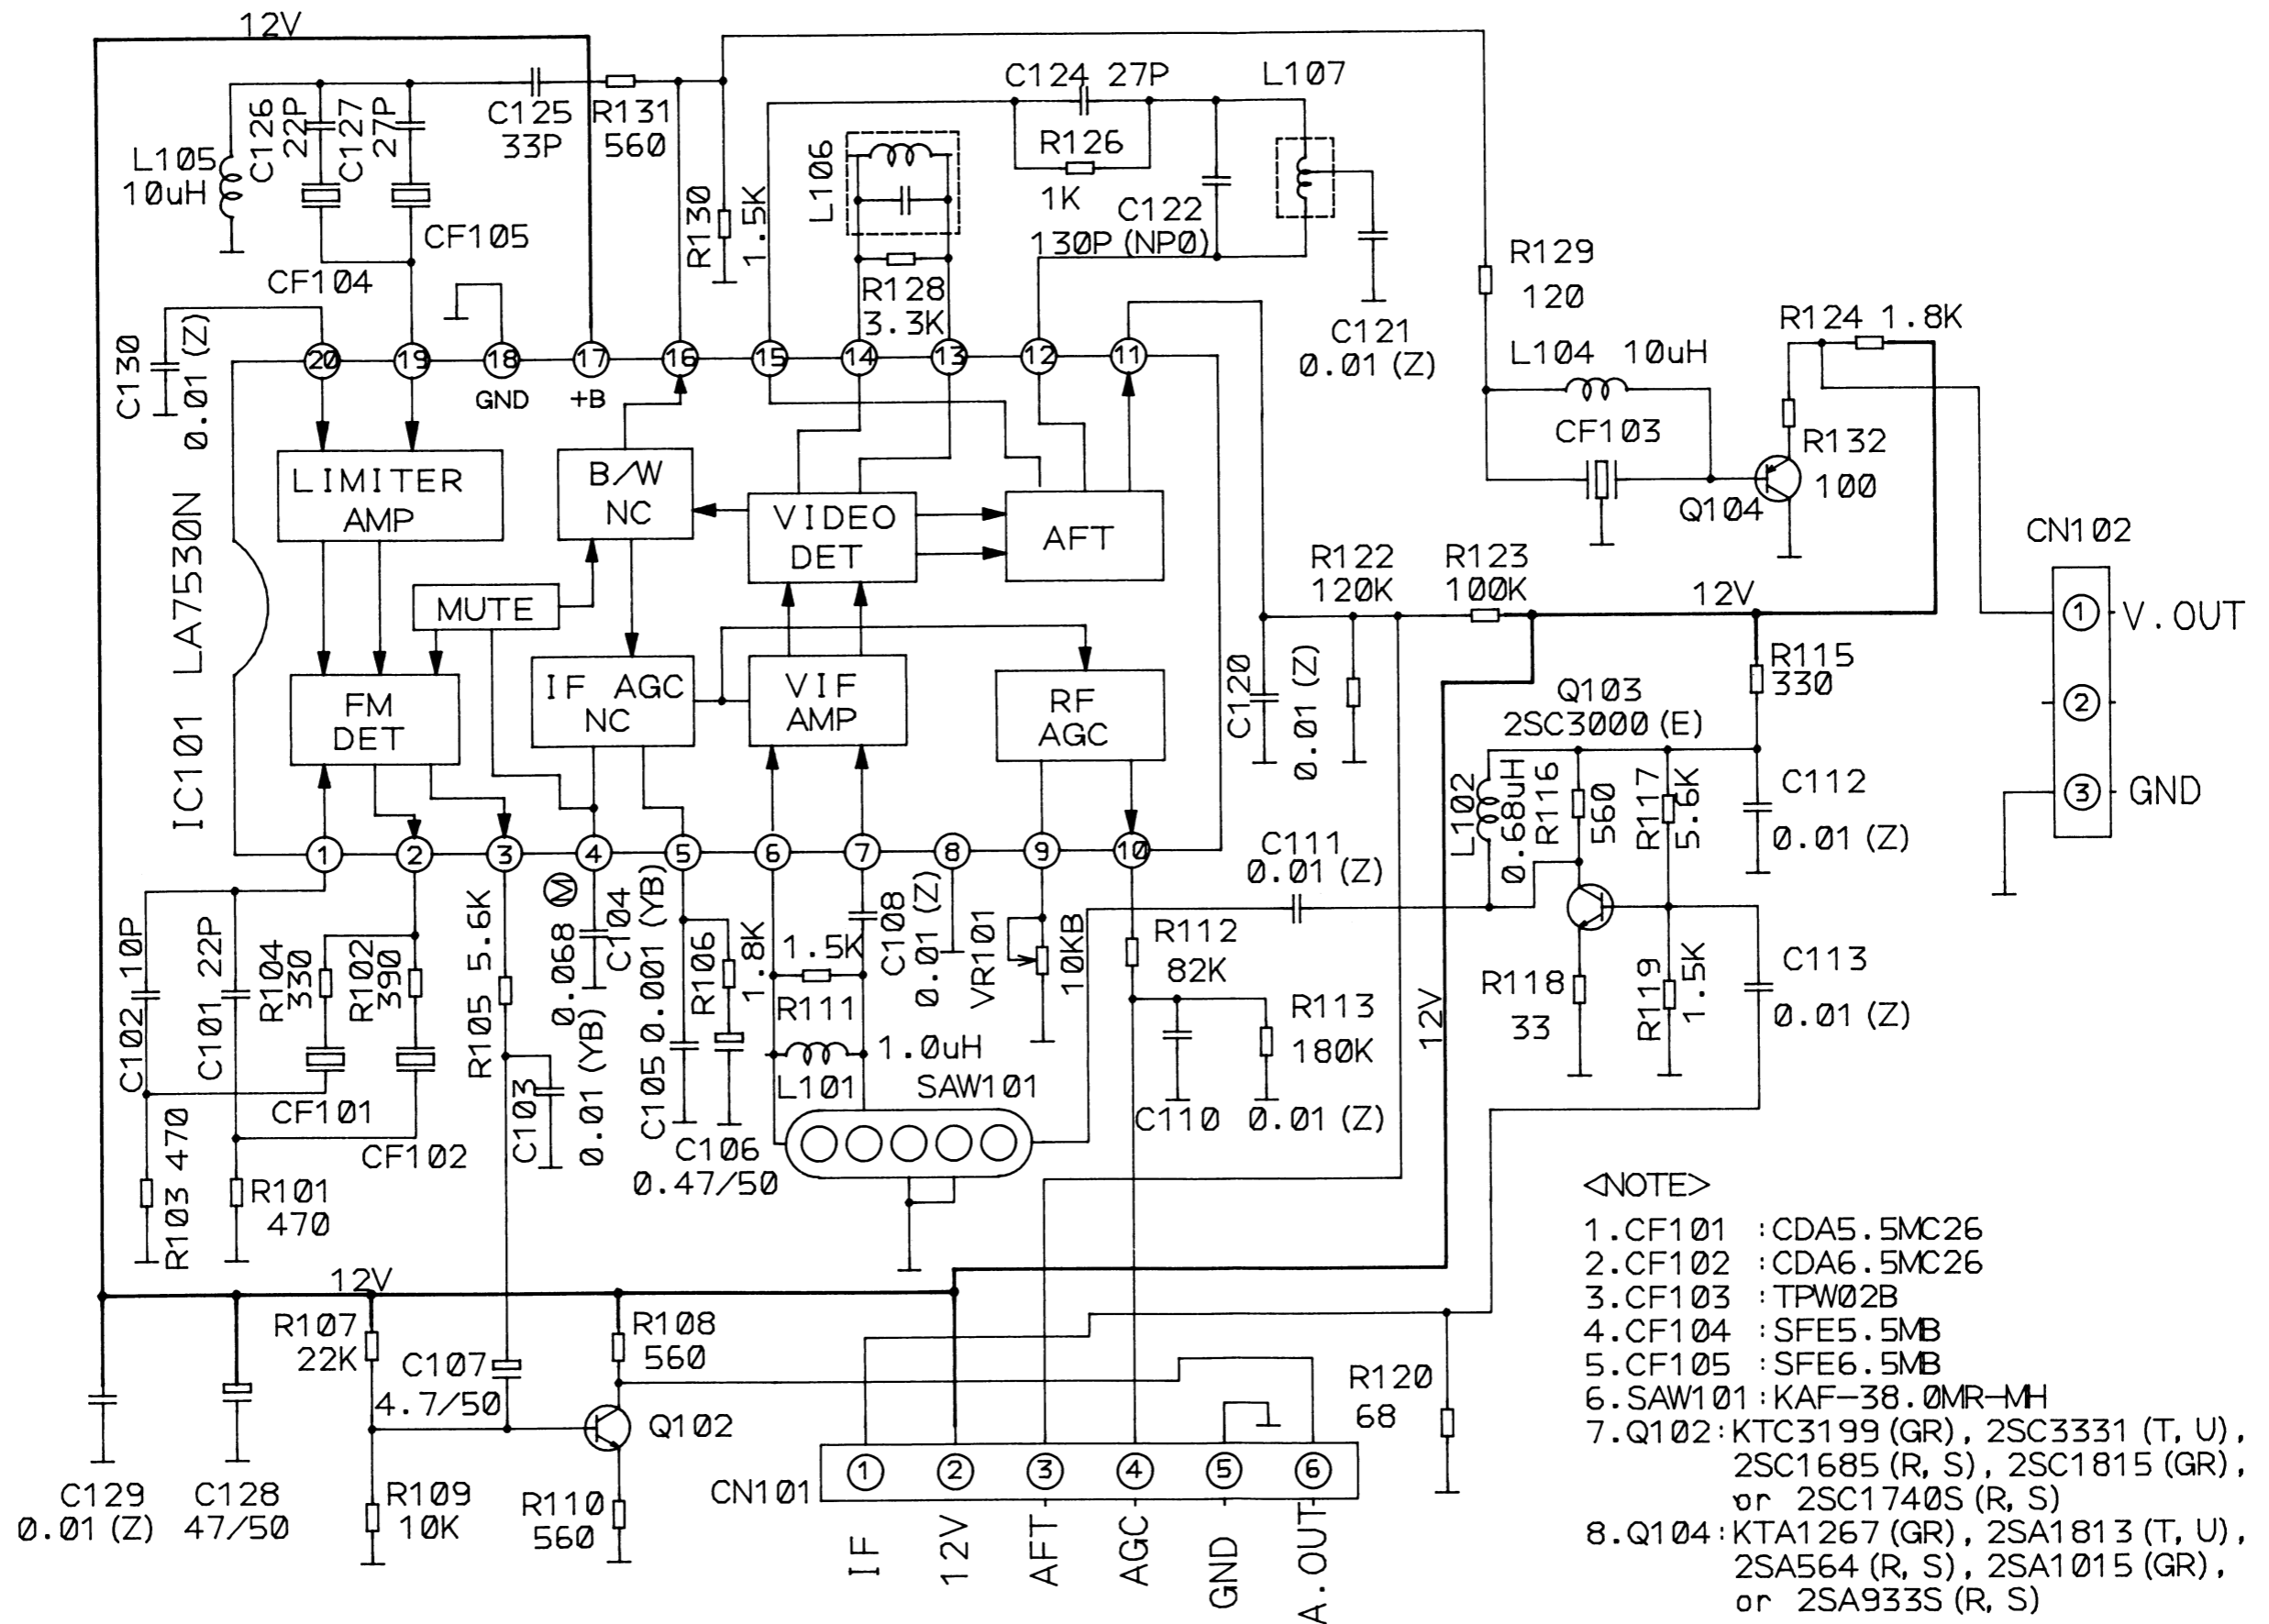 12V
C126
22P
C127
27P
L105
10uH
C125
33P
R131
560
CF105
CF104
R130
1.5K
L106
R128
3.3K
C124 27P
R126
1K
C122
130P (NP0)
L107
C121
0.01 (Z)
R129
120
L104 10uH
CF103
R124 1.8K
R132
100
Q104
C130
0.01 (Z)
20
19
18
17
16
15
14
13
12
11
GND
+B
IC101 LA7530N
LIMITER
AMP
B/W
NC
VIDEO
DET
AFT
MUTE
FM
DET
IF AGC
NC
VIF
AMP
RF
AGC
1
2
3
4
5
6
7
8
9
10
R122
120K
R123
100K
12V
CN102
1
V.OUT
2
3
GND
C120
0.01 (Z)
R115
330
Q103
2SC3000 (E)
L102
0.68uH
R116
560
R117
5.6K
C112
0.01 (Z)
C111
0.01 (Z)
C102 10P
C101 22P
R104
330
R102
390
R105 5.6K
M
0.068
C104
C105 0.001 (YB)
R106
1.8K
1.5K
R111
C108
0.01 (Z)
VR101
10KB
R112
82K
R113
180K
C110 0.01 (Z)
R118
33
R119
1.5K
C113
0.01 (Z)
12V
CF101
CF102
C103
0.01 (YB)
C106
0.47/50
1.0uH
L101
SAW101
R103 470
R101
470
12V
R107
22K
C107
4.7/50
R108
560
Q102
R120
68
C129
0.01 (Z)
C128
47/50
R109
10K
R110
560
CN101
1
2
3
4
5
6
IF
12V
AFT
AGC
GND
A.OUT
<NOTE>
1.CF101 :CDA5.5MC26
2.CF102 :CDA6.5MC26
3.CF103 :TPW02B
4.CF104 :SFE5.5MB
5.CF105 :SFE6.5MB
6.SAW101:KAF-38.0MR-MH
7.Q102:KTC3199 (GR), 2SC3331 (T, U),
2SC1685 (R, S), 2SC1815 (GR),
or 2SC1740S (R, S)
8.Q104:KTA1267 (GR), 2SA1813 (T, U),
2SA564 (R, S), 2SA1015 (GR),
or 2SA933S (R, S)